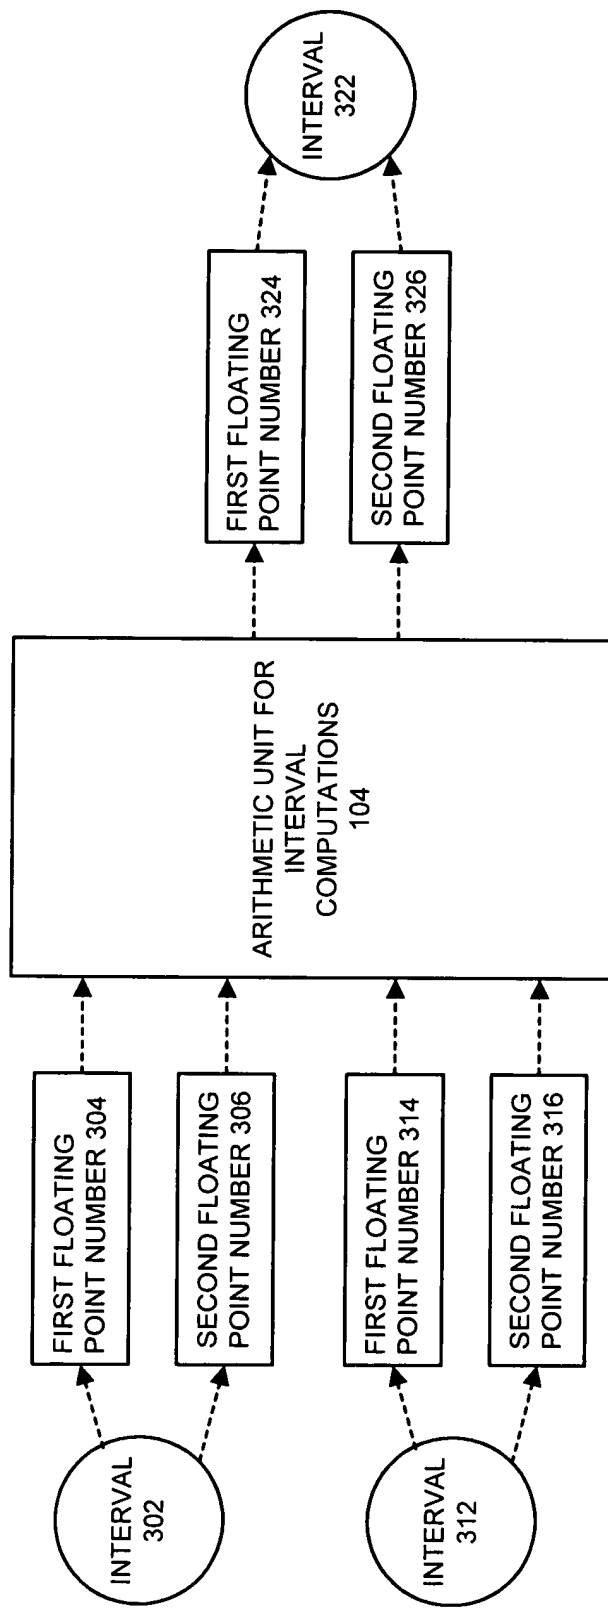 INTERVAL
302
FIRST FLOATING
POINT NUMBER 304
SECOND FLOATING
POINT NUMBER 306
INTERVAL
312
FIRST FLOATING
POINT NUMBER 314
SECOND FLOATING
POINT NUMBER 316
ARITHMETIC UNIT FOR
INTERVAL
COMPUTATIONS
104
FIRST FLOATING
POINT NUMBER 324
SECOND FLOATING
POINT NUMBER 326
INTERVAL
322